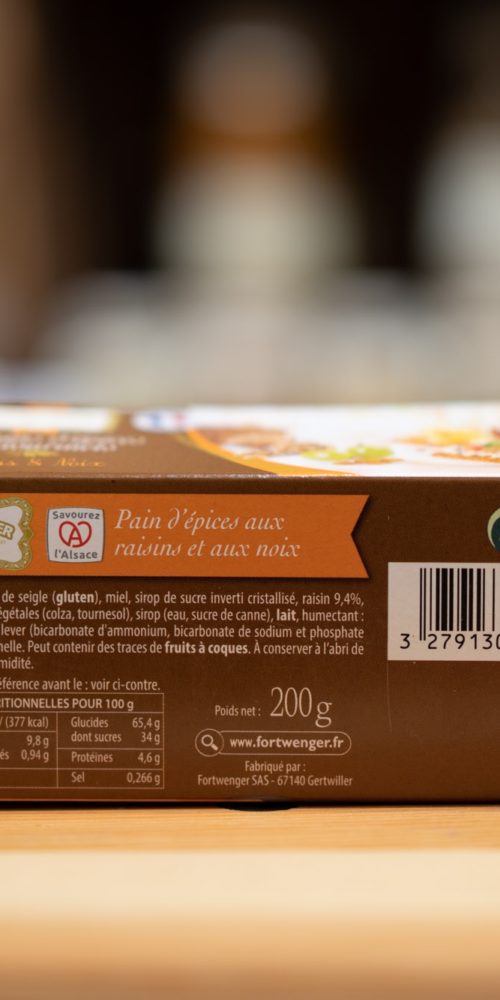 s & Noix
ER
Savourez
l'Alsace
Pain d'épices aux
raisins et aux noix
de seigle (gluten), miel, sirop de sucre inverti cristallisé, raisin 9,4%,
égétales (colza, tournesol), sirop (eau, sucre de canne), lait, humectant :
lever (bicarbonate d'ammonium, bicarbonate de sodium et phosphate
nelle. Peut contenir des traces de fruits à coques. À conserver à l'abri de
midité.
éférence avant le : voir ci-contre.
RITIONNELLES POUR 100 g
/ (377 kcal) Glucides 65,4 g
9,8 g dont sucres 34 g
és 0,94 g Protéines 4,6 g
Sel 0,266 g
Poids net : 200 g
www.fortwenger.fr
Fabriqué par :
Fortwenger SAS - 67140 Gertwiller
3 279130